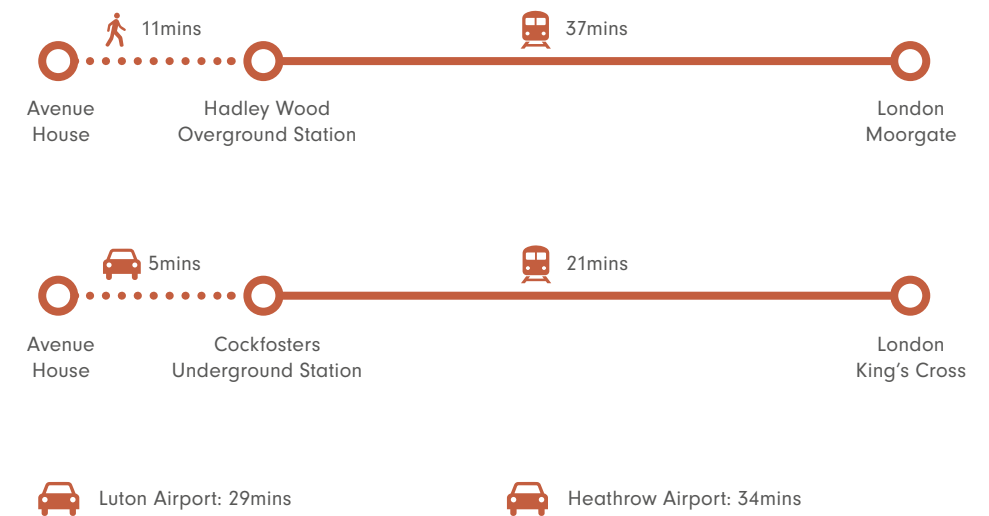 11mins
37mins
Avenue
House
Hadley Wood
Overground Station
London
Moorgate
5mins
21mins
Avenue
House
Cockfosters
Underground Station
London
King's Cross
Luton Airport: 29mins
Heathrow Airport: 34mins